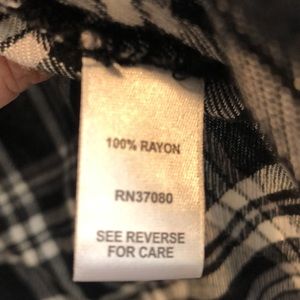 100% RAYON
RN37080
SEE REVERSE
FOR CARE